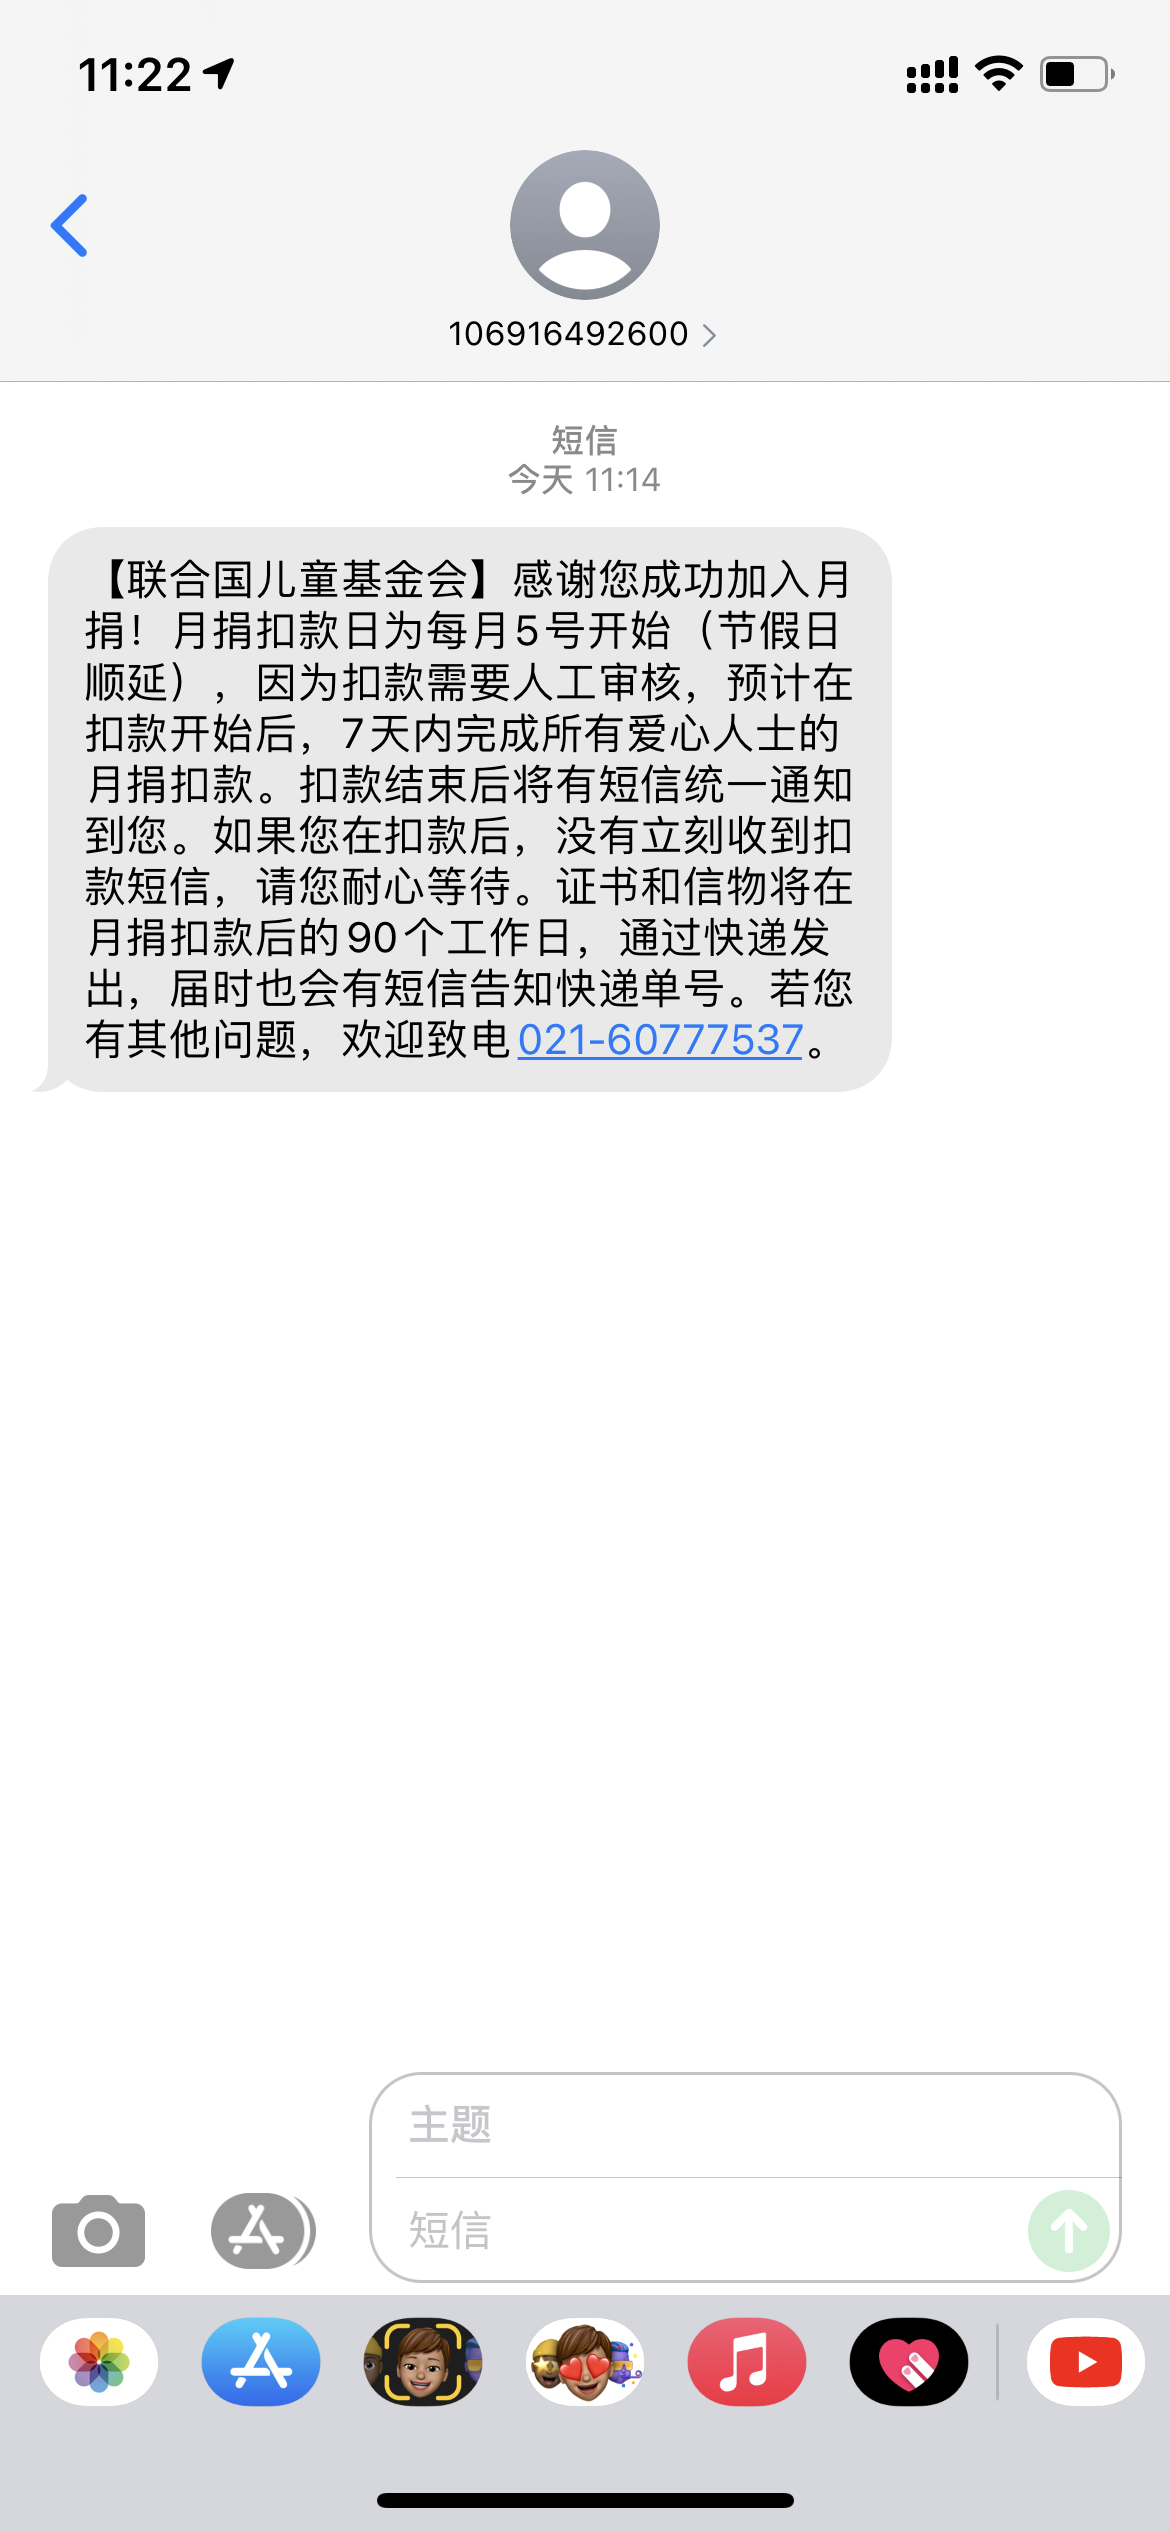 11:22
106916492600
短信
今天 11:14
【联合国儿童基金会】感谢您成功加入月
捐！月捐扣款日为每月5号开始（节假日
顺延），因为扣款需要人工审核，预计在
扣款开始后，7天内完成所有爱心人士的
月捐扣款。扣款结束后将有短信统一通知
到您。如果您在扣款后，没有立刻收到扣
款短信，请您耐心等待。证书和信物将在
月捐扣款后的90个工作日，通过快递发
出，届时也会有短信告知快递单号。若您
有其他问题，欢迎致电021-60777537。
主题
短信